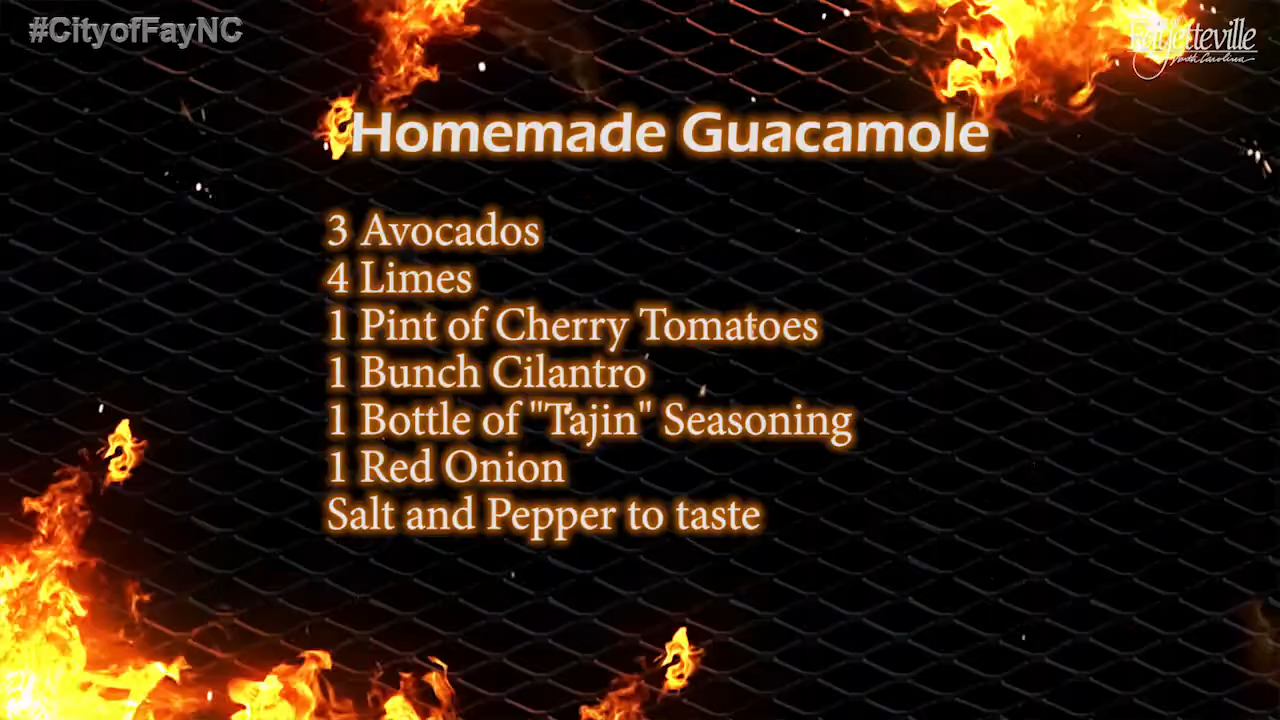 #CityofFayNC
Fayetteville
North Carolina
Homemade Guacamole
3 Avocados
4 Limes
1 Pint of Cherry Tomatoes
1 Bunch Cilantro
1 Bottle of "Tajin" Seasoning
1 Red Onion
Salt and Pepper to taste